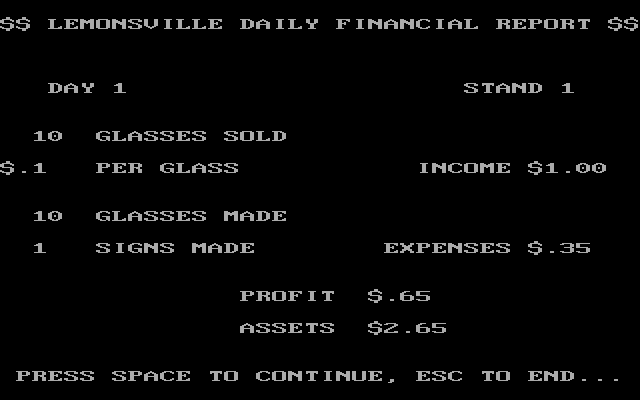 $$ LEMONSVILLE DAILY FINANCIAL REPORT $$
DAY 1 STAND 1
10 GLASSES SOLD
$.1 PER GLASS INCOME $1.00
10 GLASSES MADE
1 SIGNS MADE EXPENSES $.35
PROFIT $.65
ASSETS $2.65
PRESS SPACE TO CONTINUE, ESC TO END...